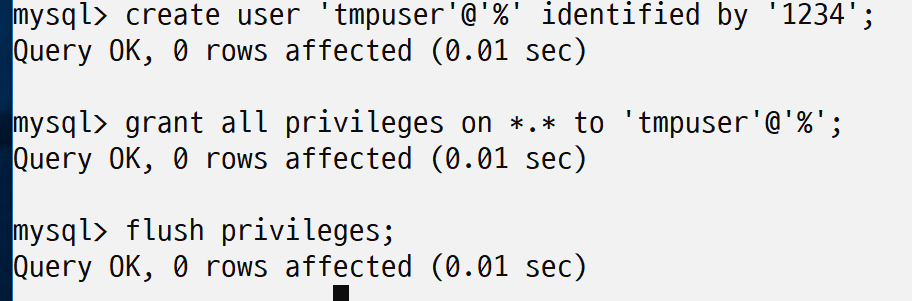 mysql> create user 'tmpuser'@'%' identified by '1234';
Query OK, 0 rows affected (0.01 sec)
mysql> grant all privileges on *.* to 'tmpuser'@'%';
Query OK, 0 rows affected (0.01 sec)
mysql> flush privileges;
Query OK, 0 rows affected (0.01 sec)